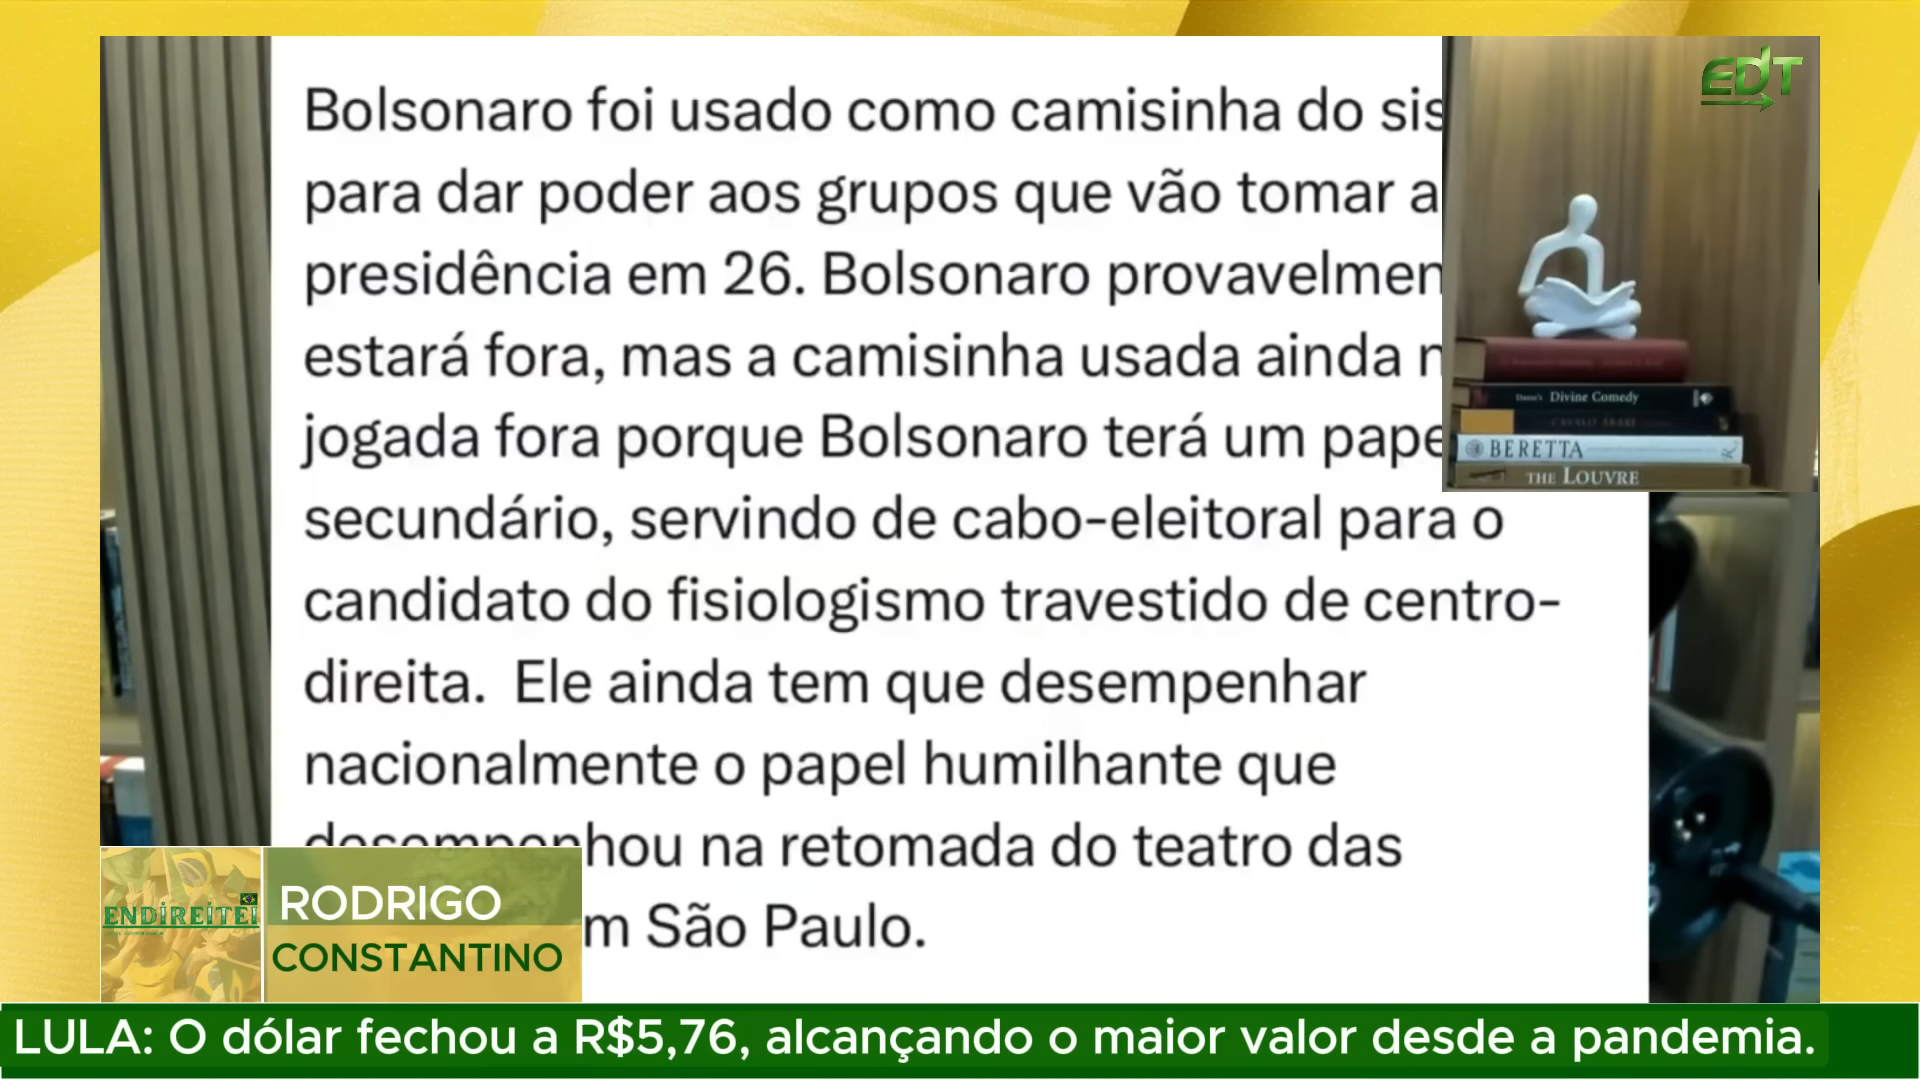 Bolsonaro foi usado como camisinha do sis
para dar poder aos grupos que vão tomar a
presidência em 26. Bolsonaro provavelmen
estará fora, mas a camisinha usada ainda n
jogada fora porque Bolsonaro terá um pape
secundário, servindo de cabo-eleitoral para o
candidato do fisiologismo travestido de centro-
direita.  Ele ainda tem que desempenhar
nacionalmente o papel humilhante que
desempenhou na retomada do teatro das
m São Paulo.
EDT
Divine Comedy
BERETTA
THE LOUVRE
ENDIREITEI
RODRIGO
CONSTANTINO
LULA: O dólar fechou a R$5,76, alcançando o maior valor desde a pandemia.